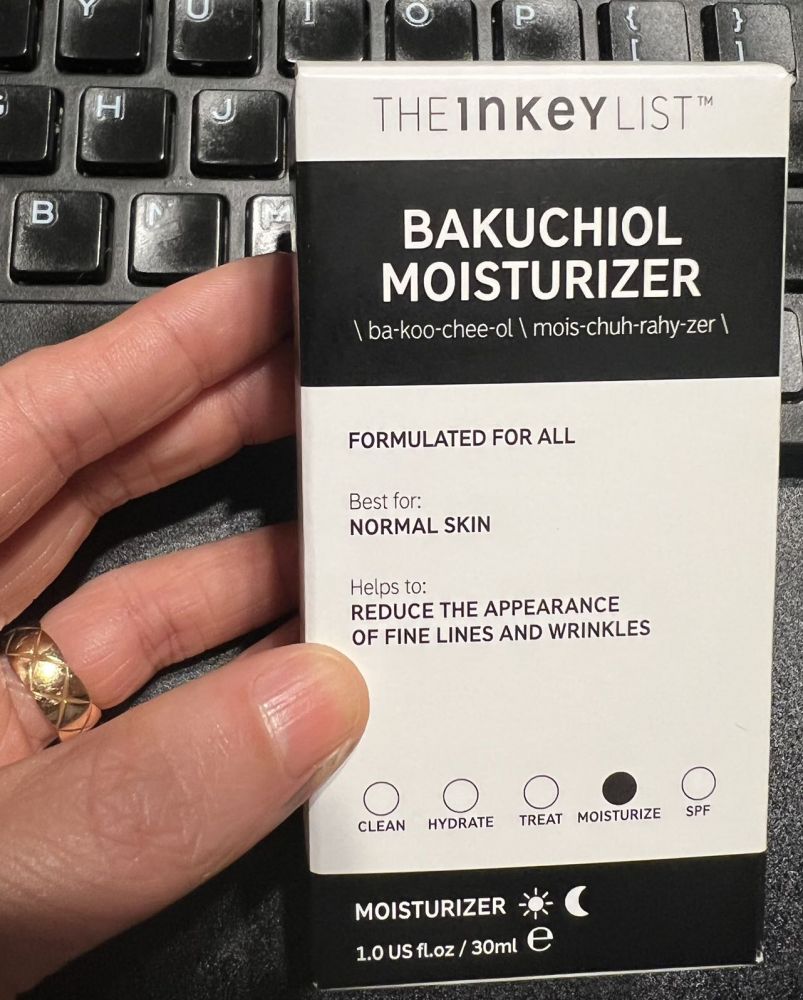 Y U I O P { }
[ ]
G H J
B N M
THE INKEY LIST™
BAKUCHIOL
MOISTURIZER
\ ba-koo-chee-ol \ mois-chuh-rahy-zer \
FORMULATED FOR ALL
Best for:
NORMAL SKIN
Helps to:
REDUCE THE APPEARANCE
OF FINE LINES AND WRINKLES
CLEAN HYDRATE TREAT MOISTURIZE SPF
MOISTURIZER
1.0 US fl.oz / 30ml ℮